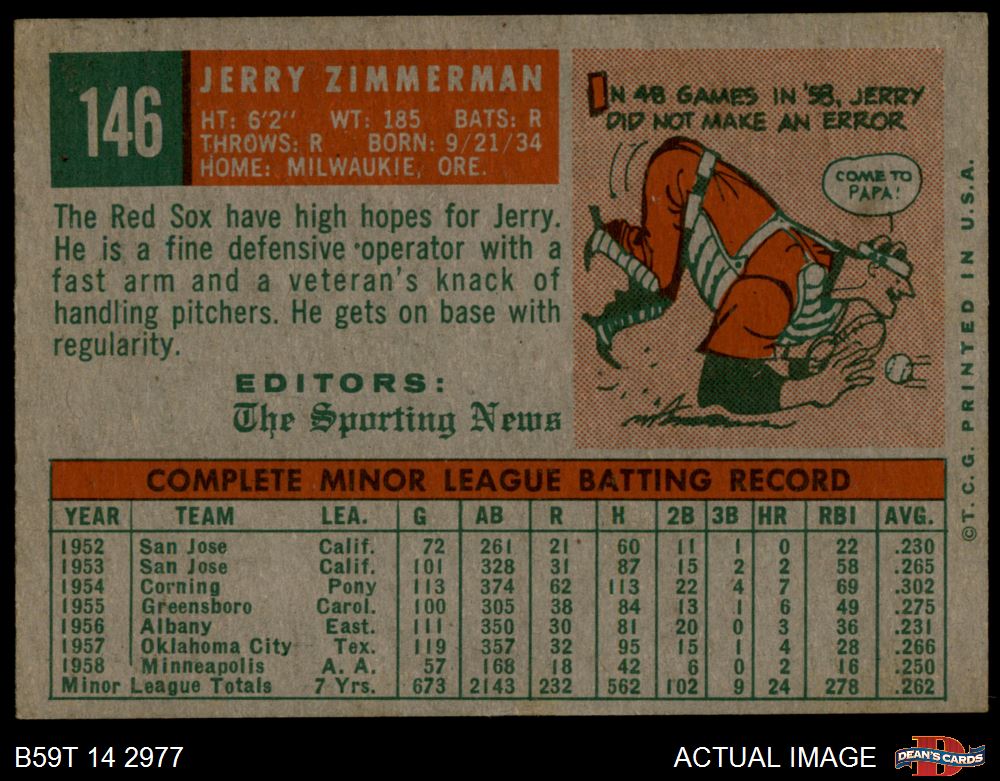 146
JERRY ZIMMERMAN
HT: 6'2" WT: 185 BATS: R
THROWS: R BORN: 9/21/34
HOME: MILWAUKIE, ORE.
The Red Sox have high hopes for Jerry.
He is a fine defensive operator with a
fast arm and a veteran's knack of
handling pitchers. He gets on base with
regularity.
EDITORS:
The Sporting News
IN 48 GAMES IN '58, JERRY
DID NOT MAKE AN ERROR
COME TO
PAPA!
© T. C. G. PRINTED IN U.S.A.
COMPLETE MINOR LEAGUE BATTING RECORD
YEAR TEAM LEA. G AB R H 2B 3B HR RBI AVG.
1952 San Jose Calif. 72 261 21 60 11 1 0 22 .230
1953 San Jose Calif. 101 328 31 87 15 2 2 58 .265
1954 Corning Pony 113 374 62 113 22 4 7 69 .302
1955 Greensboro Carol. 100 305 38 84 13 1 6 49 .275
1956 Albany East. 111 350 30 81 20 0 3 36 .231
1957 Oklahoma City Tex. 119 357 32 95 15 1 4 28 .266
1958 Minneapolis A. A. 57 168 18 42 6 0 2 16 .250
Minor League Totals 7 Yrs. 673 2143 232 562 102 9 24 278 .262
B59T 14 2977
ACTUAL IMAGE
D
DEAN'S CARDS